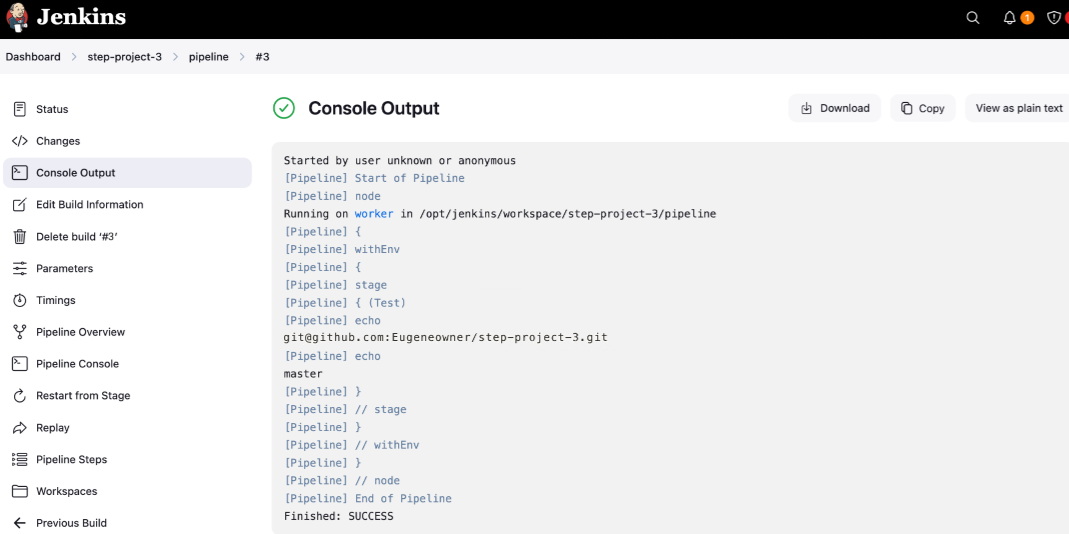 Jenkins
1
Dashboard > step-project-3 > pipeline > #3
Status
Changes
Console Output
Edit Build Information
Delete build ‘#3’
Parameters
Timings
Pipeline Overview
Pipeline Console
Restart from Stage
Replay
Pipeline Steps
Workspaces
Previous Build
Console Output
Download
Copy
View as plain text
Started by user unknown or anonymous
[Pipeline] Start of Pipeline
[Pipeline] node
Running on worker in /opt/jenkins/workspace/step-project-3/pipeline
[Pipeline] {
[Pipeline] withEnv
[Pipeline] {
[Pipeline] stage
[Pipeline] { (Test)
[Pipeline] echo
git@github.com:Eugeneowner/step-project-3.git
[Pipeline] echo
master
[Pipeline] }
[Pipeline] // stage
[Pipeline] }
[Pipeline] // withEnv
[Pipeline] }
[Pipeline] // node
[Pipeline] End of Pipeline
Finished: SUCCESS